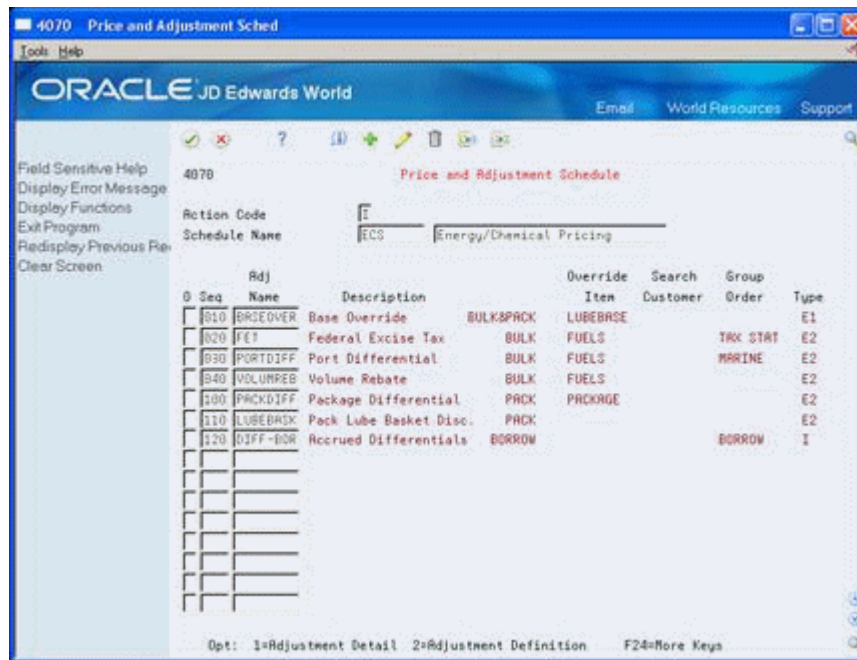 4070 Price and Adjustment Sched
Tools Help
ORACLE JD Edwards World
Email World Resources Support
Field Sensitive Help
Display Error Message
Display Functions
Exit Program
Redisplay Previous Re
Clear Screen
4070 Price and Adjustment Schedule
Action Code I
Schedule Name ECS Energy/Chemical Pricing
Adj Override Search Group
O Seq Name Description Item Customer Order Type
010 BASEOVER Base Override BULK&PACK LUBEBASE E1
020 FET Federal Excise Tax BULK FUELS TAX STAT E2
030 PORTDIFF Port Differential BULK FUELS MARINE E2
040 VOLUMREB Volume Rebate BULK FUELS E2
100 PACKDIFF Package Differential PACK PACKAGE E2
110 LUBEBASK Pack Lube Basket Disc. PACK E2
120 DIFF-BOR Accrued Differentials BORROW BORROW I
Opt: 1=Adjustment Detail 2=Adjustment Definition F24=More Keys